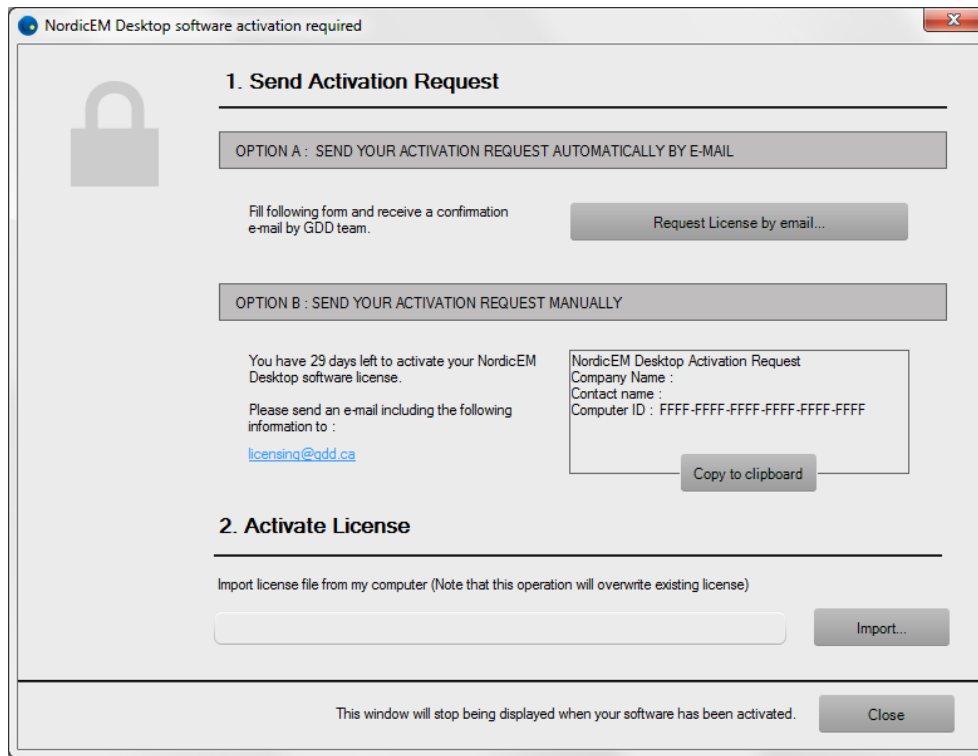 NordicEM Desktop software activation required
1. Send Activation Request
OPTION A : SEND YOUR ACTIVATION REQUEST AUTOMATICALLY BY E-MAIL
Fill following form and receive a confirmation
e-mail by GDD team.
Request License by email...
OPTION B : SEND YOUR ACTIVATION REQUEST MANUALLY
You have 29 days left to activate your NordicEM
Desktop software license.
Please send an e-mail including the following
information to :
licensing@gdd.ca
NordicEM Desktop Activation Request
Company Name :
Contact name :
Computer ID : FFFF-FFFF-FFFF-FFFF-FFFF-FFFF
Copy to clipboard
2. Activate License
Import license file from my computer (Note that this operation will overwrite existing license)
Import...
This window will stop being displayed when your software has been activated.
Close